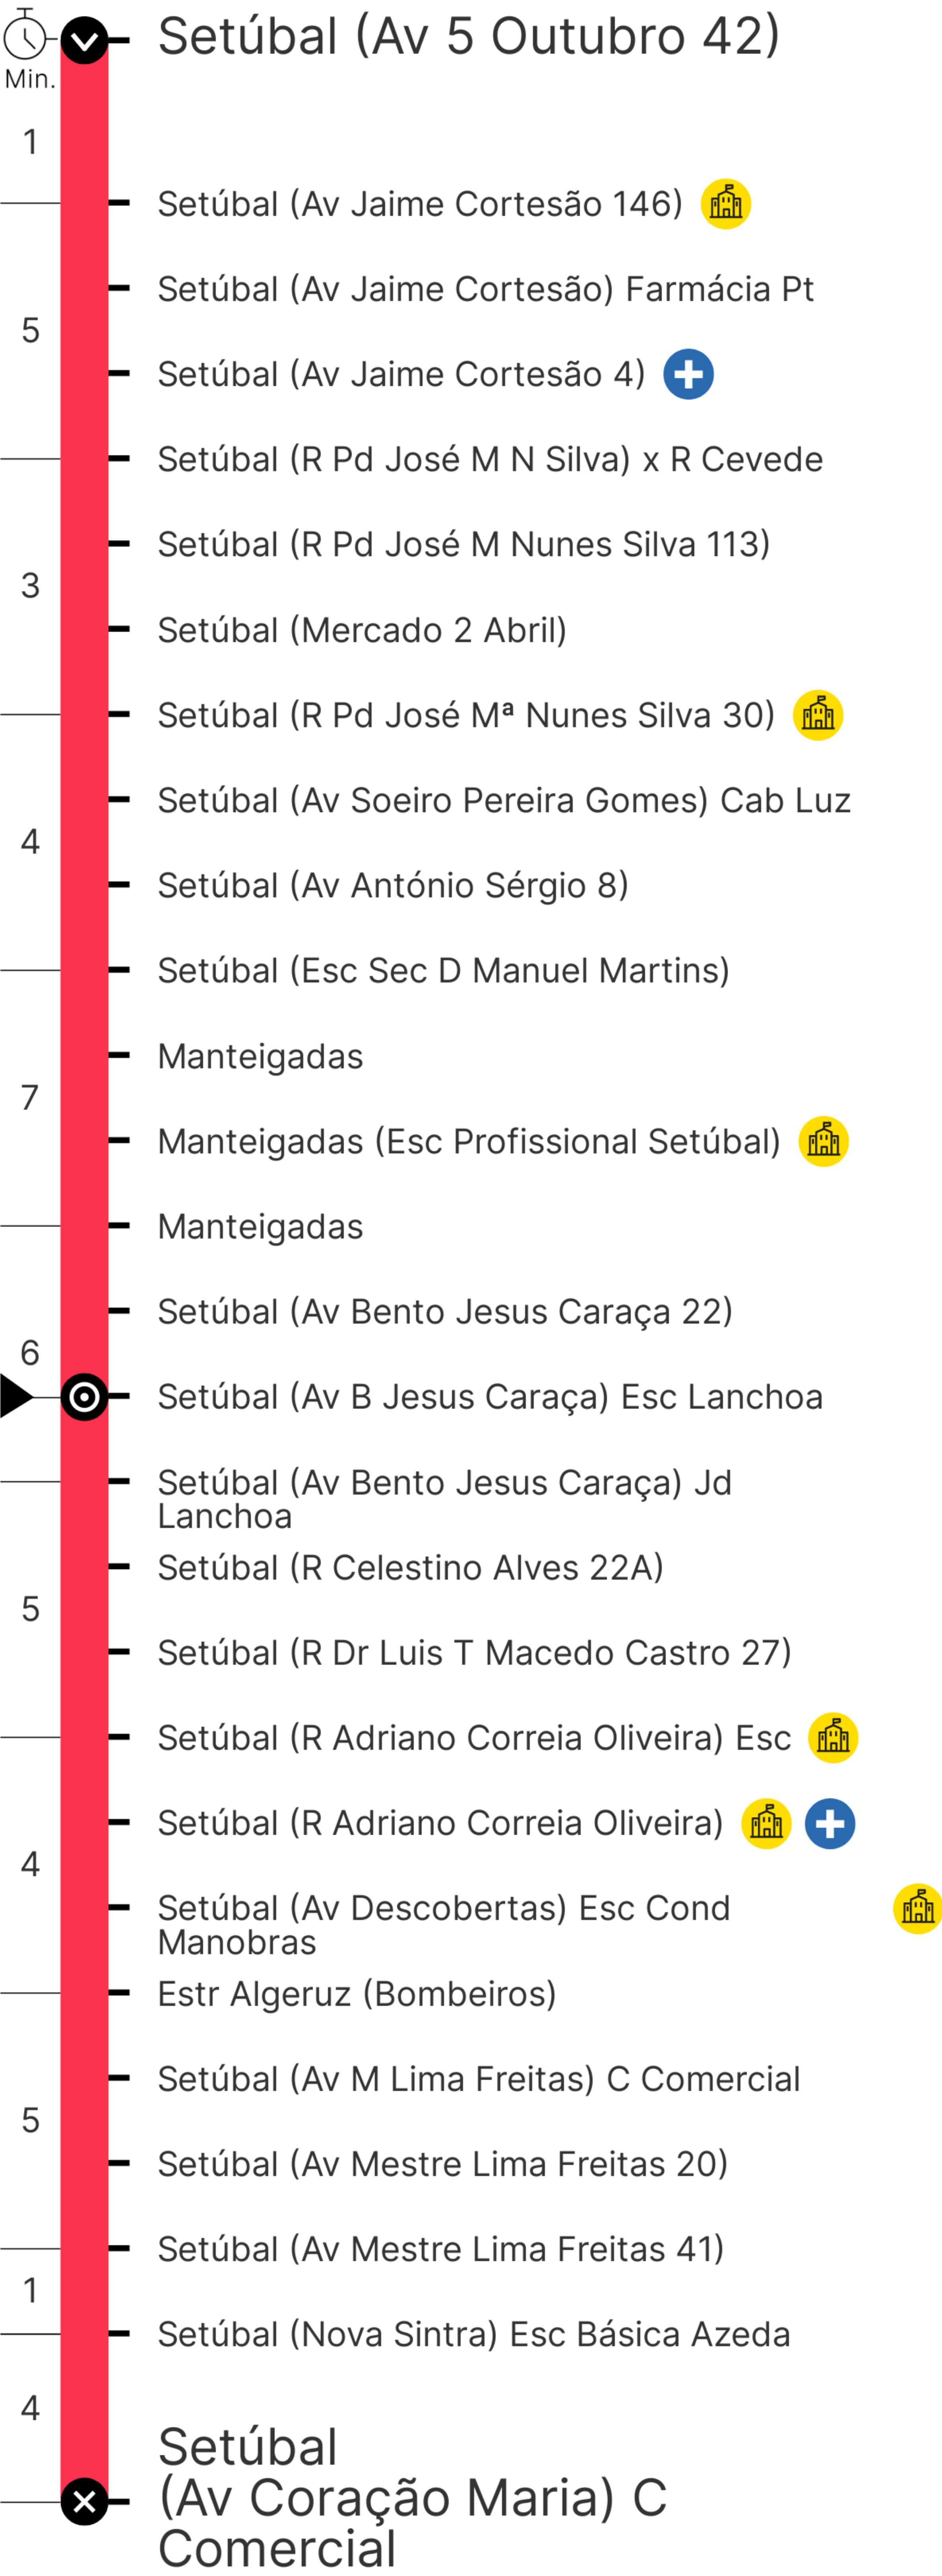 Setúbal (Av 5 Outubro 42)
Min.
1
Setúbal (Av Jaime Cortesão 146)
Setúbal (Av Jaime Cortesão) Farmácia Pt
5
Setúbal (Av Jaime Cortesão 4)
Setúbal (R Pd José M N Silva) x R Cevede
Setúbal (R Pd José M Nunes Silva 113)
3
Setúbal (Mercado 2 Abril)
Setúbal (R Pd José Mª Nunes Silva 30)
Setúbal (Av Soeiro Pereira Gomes) Cab Luz
4
Setúbal (Av António Sérgio 8)
Setúbal (Esc Sec D Manuel Martins)
Manteigadas
7
Manteigadas (Esc Profissional Setúbal)
Manteigadas
Setúbal (Av Bento Jesus Caraça 22)
6
Setúbal (Av B Jesus Caraça) Esc Lanchoa
Setúbal (Av Bento Jesus Caraça) Jd
Lanchoa
Setúbal (R Celestino Alves 22A)
5
Setúbal (R Dr Luis T Macedo Castro 27)
Setúbal (R Adriano Correia Oliveira) Esc
Setúbal (R Adriano Correia Oliveira)
4
Setúbal (Av Descobertas) Esc Cond
Manobras
Estr Algeruz (Bombeiros)
Setúbal (Av M Lima Freitas) C Comercial
5
Setúbal (Av Mestre Lima Freitas 20)
Setúbal (Av Mestre Lima Freitas 41)
1
Setúbal (Nova Sintra) Esc Básica Azeda
4
Setúbal
(Av Coração Maria) C
Comercial